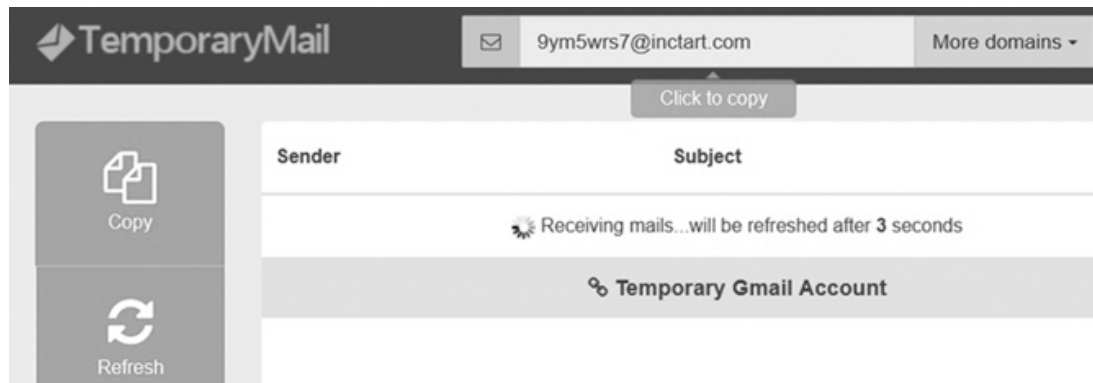 TemporaryMail
9ym5wrs7@inctart.com
More domains
Click to copy
Copy
Refresh
Sender Subject
Receiving mails...will be refreshed after 3 seconds
Temporary Gmail Account